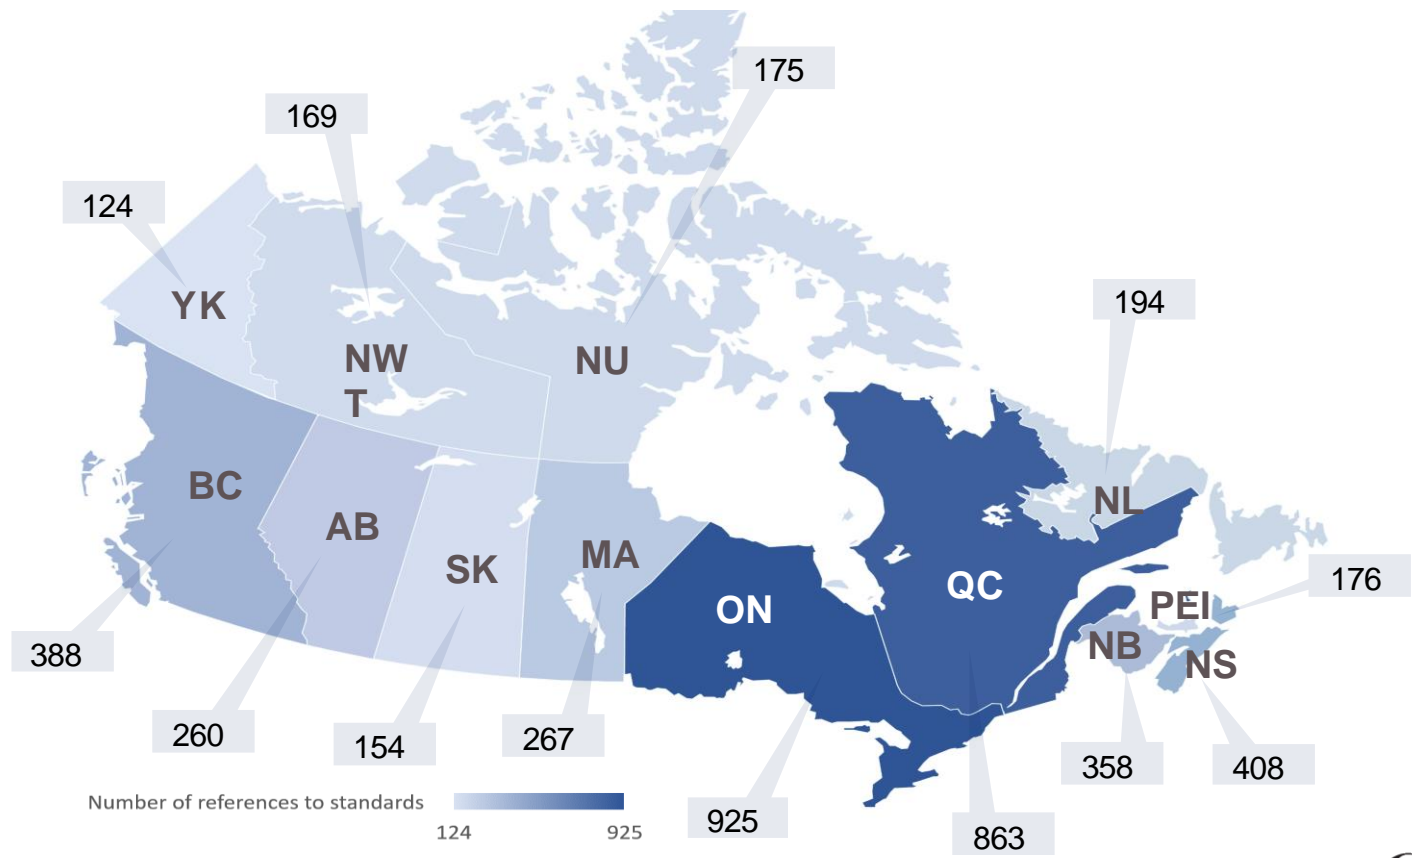 175
169
124
YK
194
NW
T
NU
BC
NL
AB
MA
SK
176
QC
PEI
ON
NB
NS
388
260
154
267
358
408
Number of references to standards
124
925
925
863